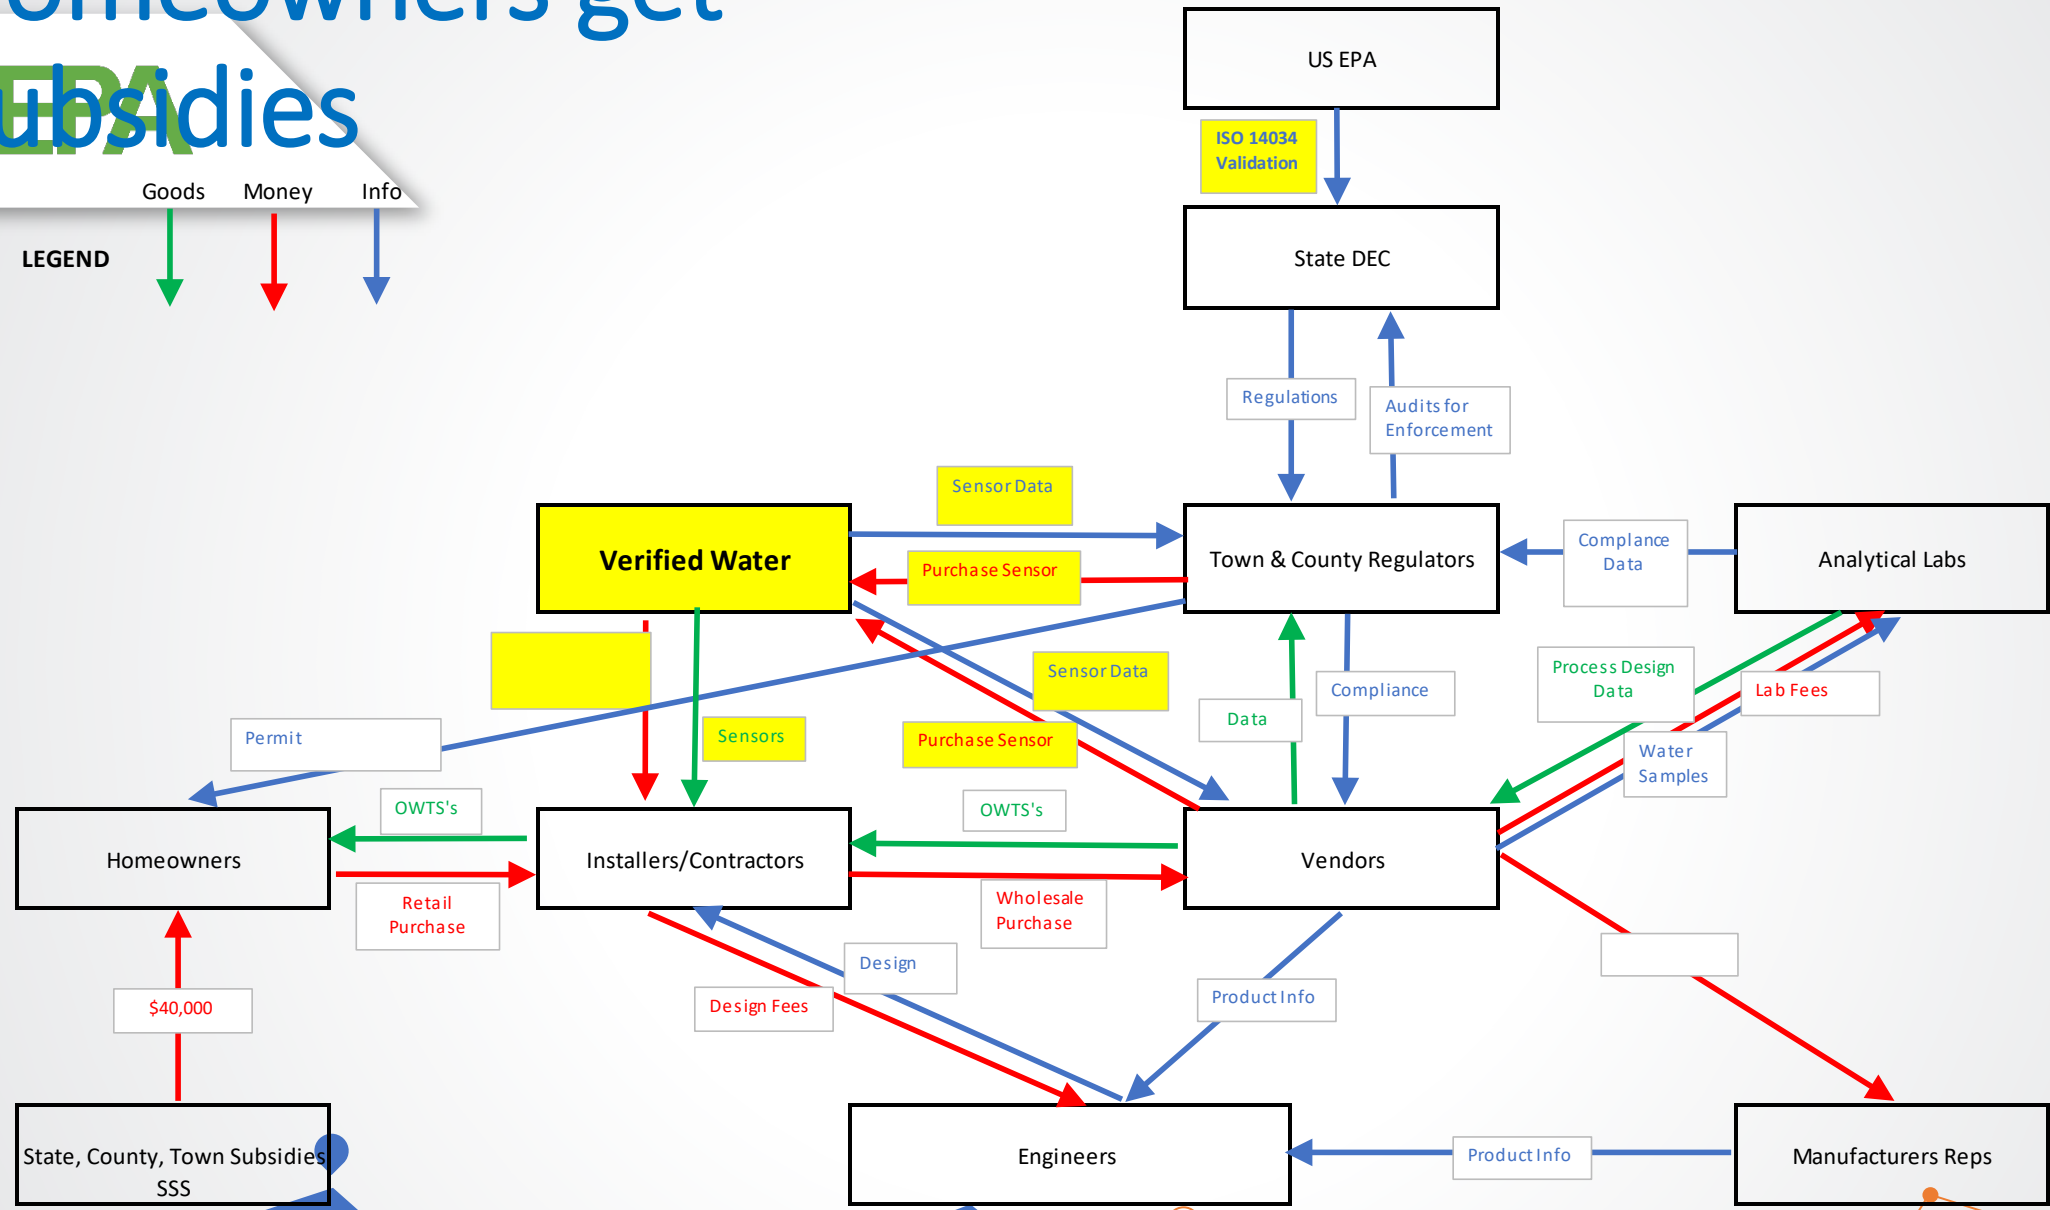 omeowners get
ubsidies
EPA
Goods
Money
Info
LEGEND
US EPA
ISO 14034
Validation
State DEC
Regulations
Audits for
Enforcement
Sensor Data
Verified Water
Purchase Sensor
Town & County Regulators
Complance
Data
Analytical Labs
Sensor Data
Process Design
Data
Compliance
Lab Fees
Data
Permit
Sensors
Purchase Sensor
Water
Samples
OWTS's
OWTS's
Homeowners
Installers/Contractors
Vendors
Retail
Purchase
Wholesale
Purchase
Design
Design Fees
Product Info
$40,000
State, County, Town Subsidies
SSS
Engineers
Product Info
Manufacturers Reps